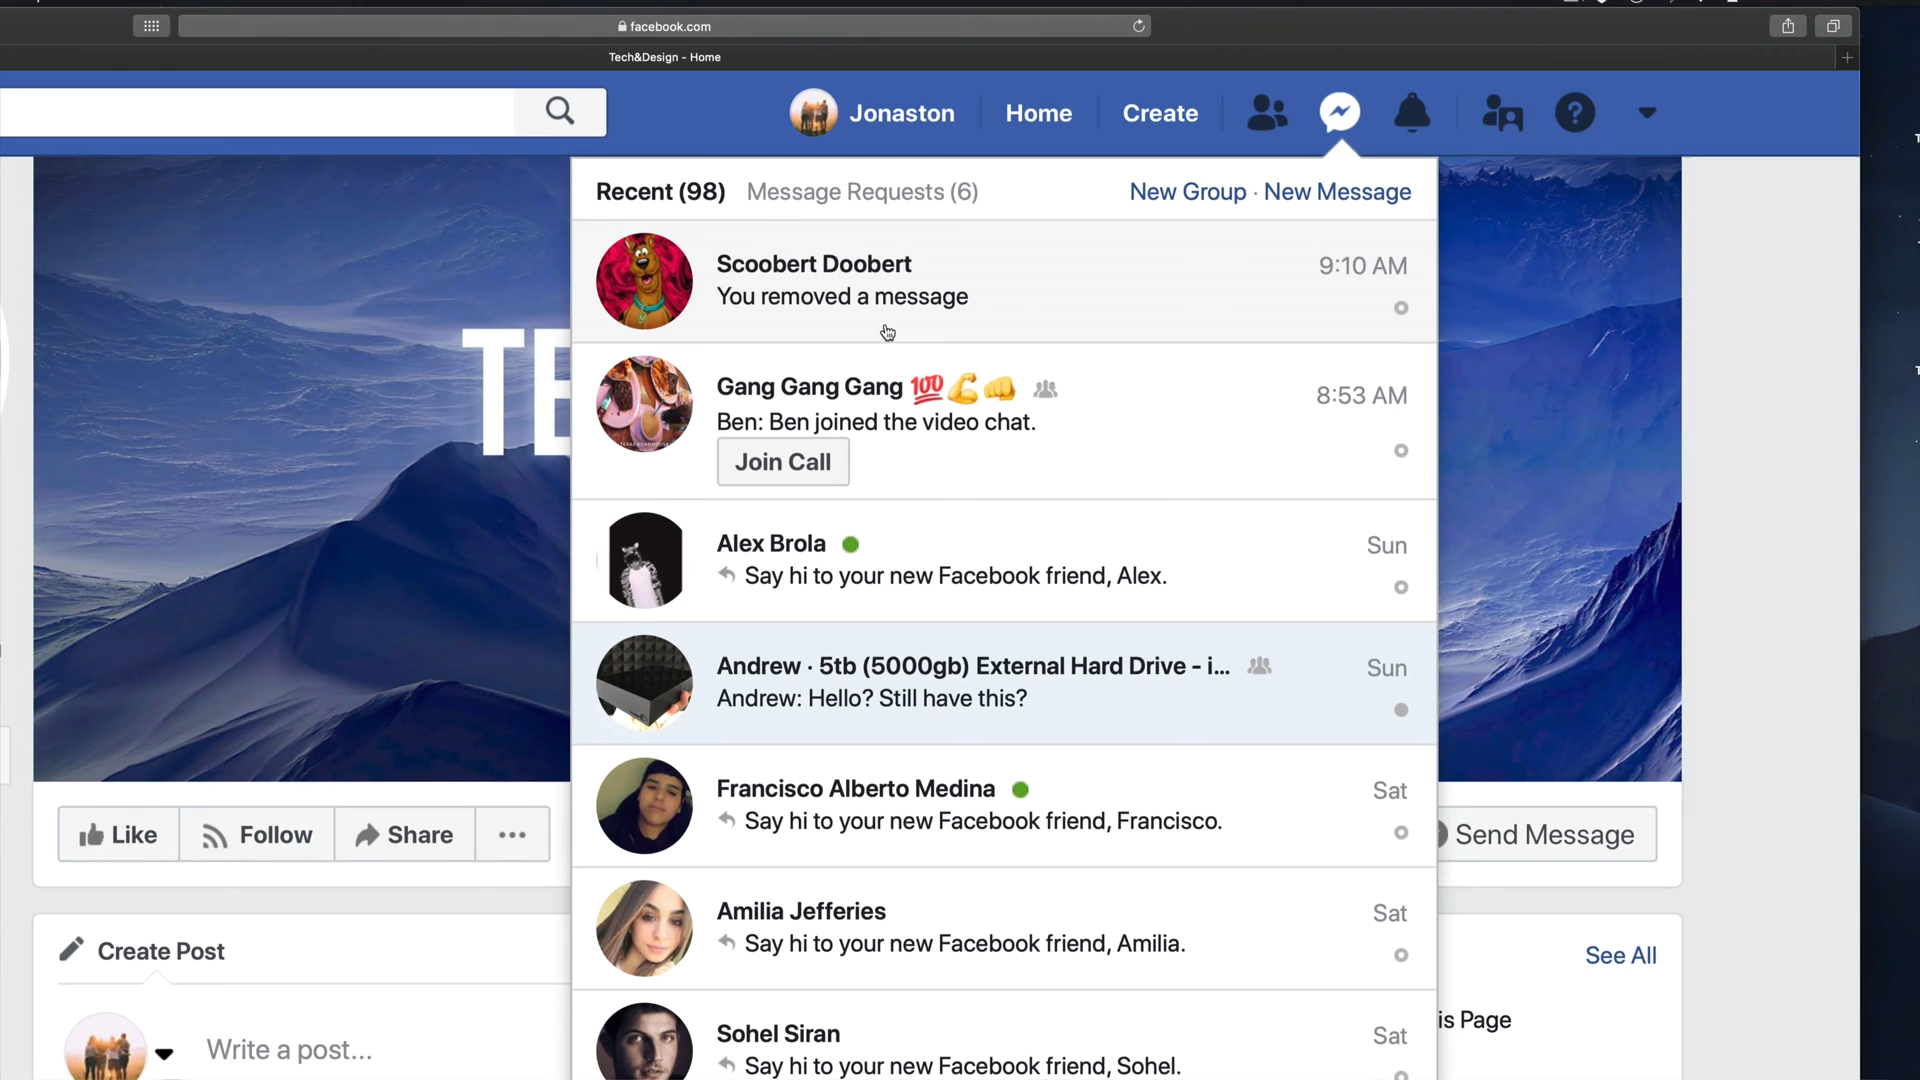 facebook.com
Tech&Design - Home
Jonaston
Home
Create
Recent (98)
Message Requests (6)
New Group · New Message
Scoobert Doobert
9:10 AM
You removed a message
TE
Gang Gang Gang 💯💪👊
8:53 AM
Ben: Ben joined the video chat.
Join Call
Alex Brola
Sun
Say hi to your new Facebook friend, Alex.
Andrew · 5tb (5000gb) External Hard Drive - i...
Sun
Andrew: Hello? Still have this?
Francisco Alberto Medina
Sat
Say hi to your new Facebook friend, Francisco.
Like
Follow
Share
Send Message
Amilia Jefferies
Sat
Say hi to your new Facebook friend, Amilia.
Create Post
See All
Sohel Siran
Sat
Say hi to your new Facebook friend, Sohel.
is Page
Write a post...